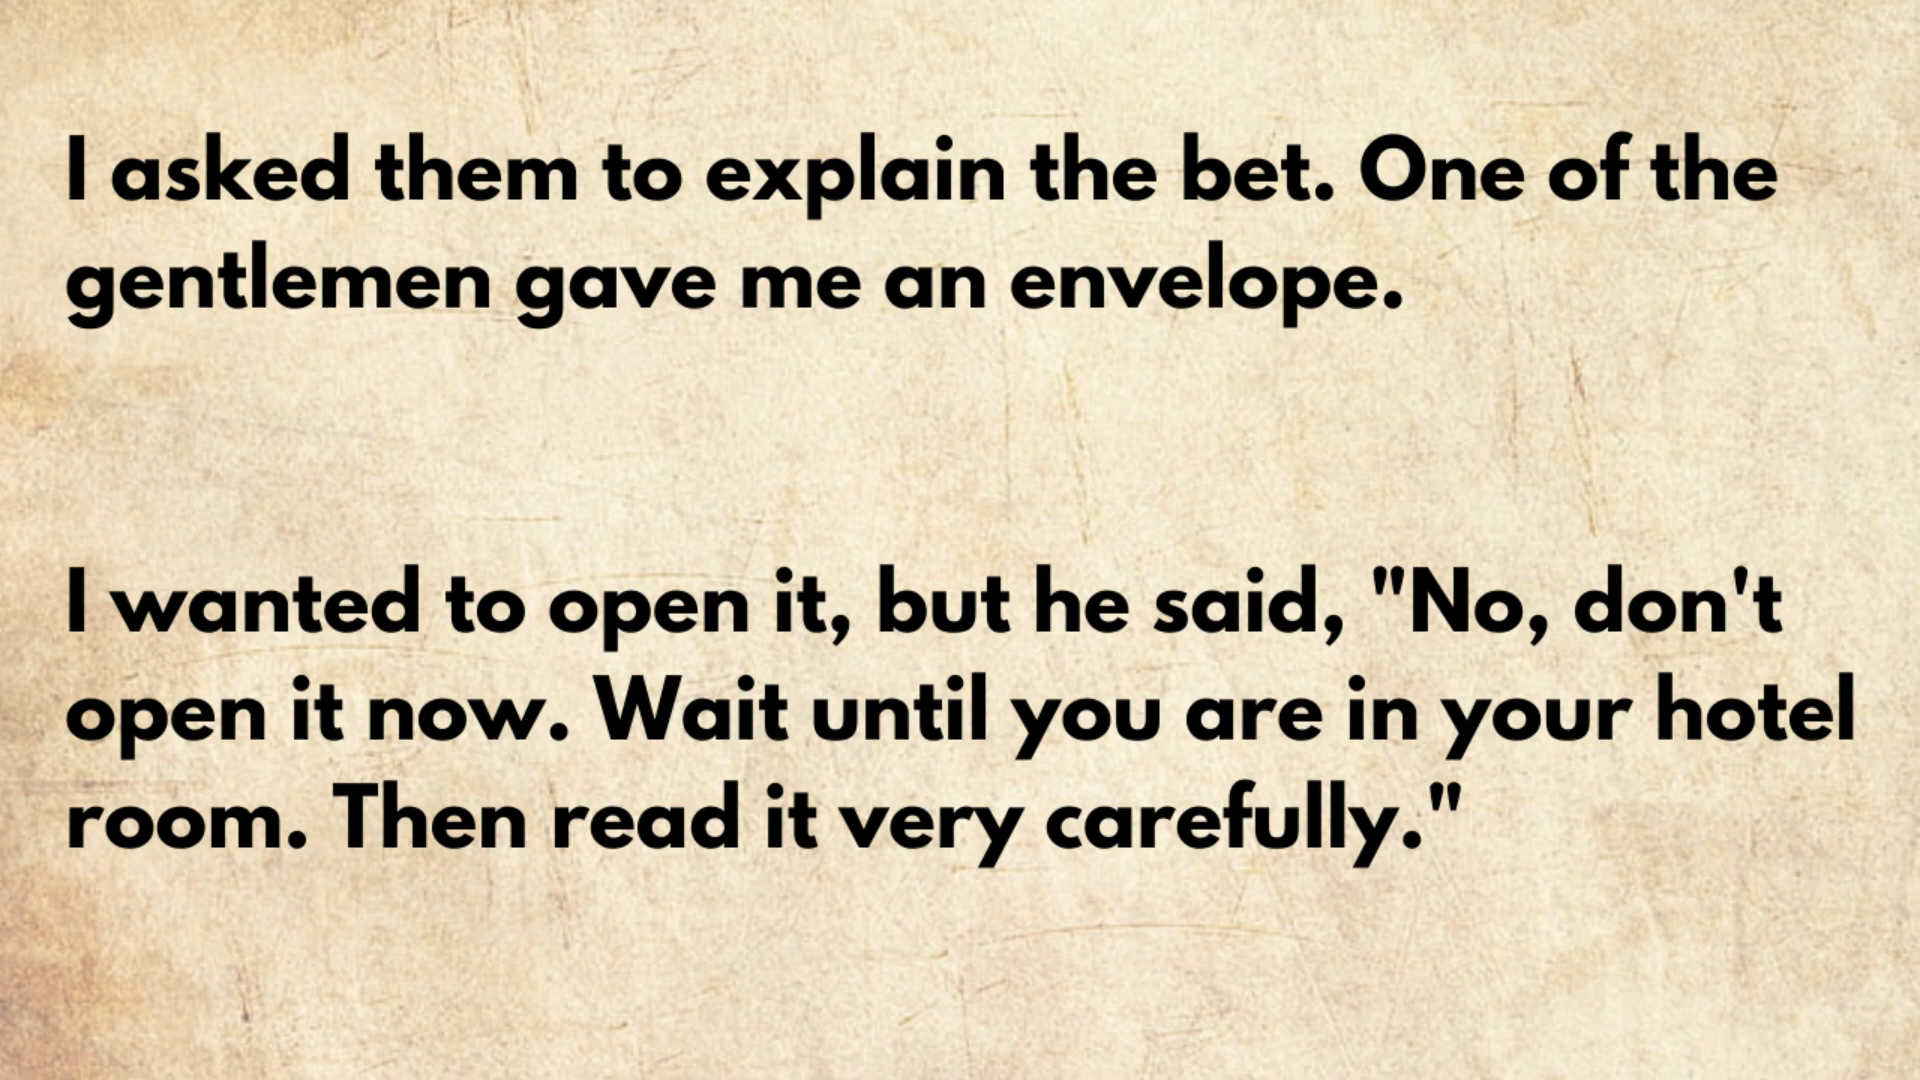 I asked them to explain the bet. One of the
gentlemen gave me an envelope.
I wanted to open it, but he said, "No, don't
open it now. Wait until you are in your hotel
room. Then read it very carefully."